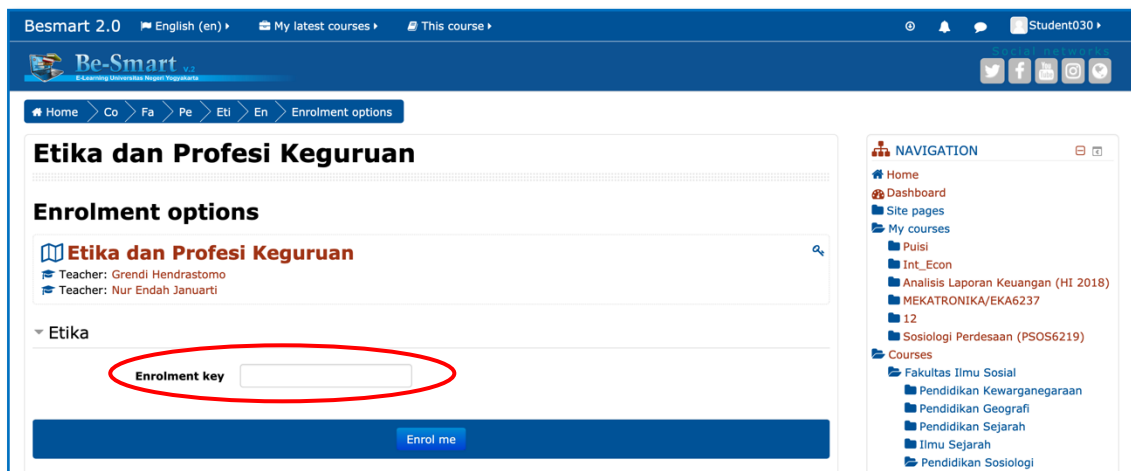 Besmart 2.0 English (en) My latest courses This course Student030
Be-Smart v.2
E-Learning Universitas Negeri Yogyakarta
Social networks
Home Co Fa Pe Eti En Enrolment options
Etika dan Profesi Keguruan
Enrolment options
Etika dan Profesi Keguruan
Teacher: Grendi Hendrastomo
Teacher: Nur Endah Januarti
Etika
Enrolment key
Enrol me
NAVIGATION
Home
Dashboard
Site pages
My courses
Puisi
Int_Econ
Analisis Laporan Keuangan (HI 2018)
MEKATRONIKA/EKA6237
12
Sosiologi Perdesaan (PSOS6219)
Courses
Fakultas Ilmu Sosial
Pendidikan Kewarganegaraan
Pendidikan Geografi
Pendidikan Sejarah
Ilmu Sejarah
Pendidikan Sosiologi